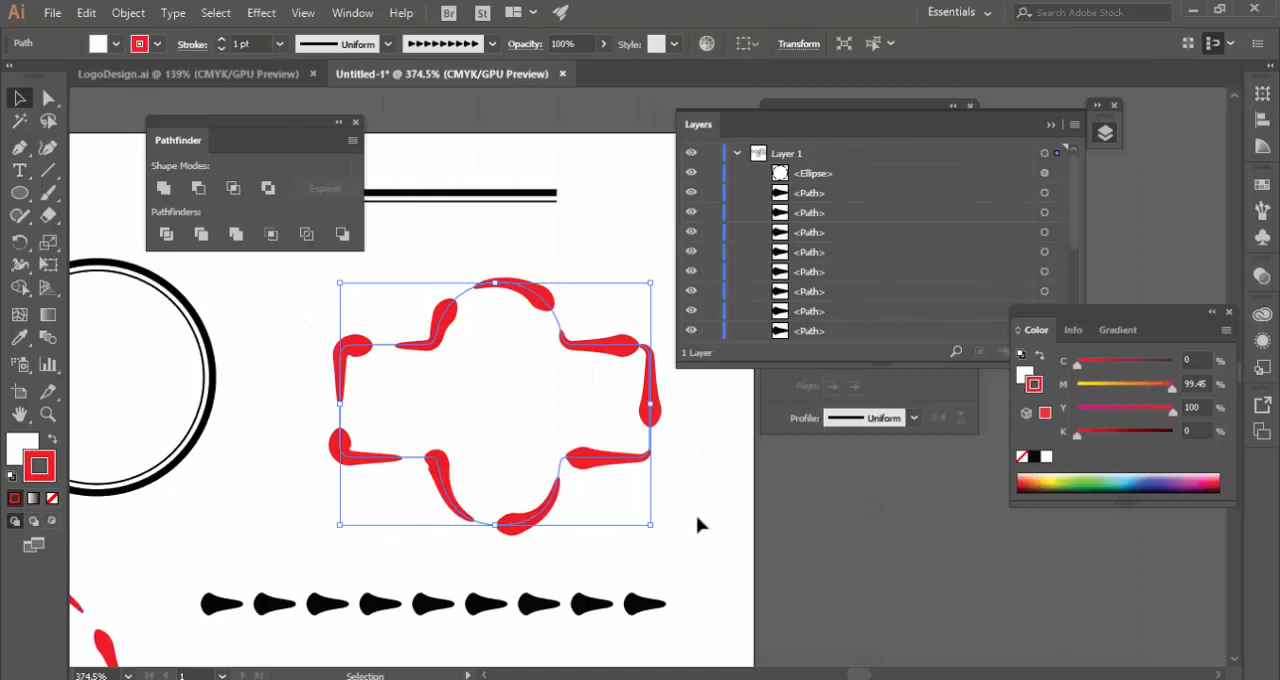 Ai File Edit Object Type Select Effect View Window Help Br St Essentials Search Adobe Stock
Path Stroke: 1 pt Uniform Opacity: 100% Style: Transform
LogoDesign.ai @ 139% (CMYK/GPU Preview) Untitled-1* @ 374.5% (CMYK/GPU Preview)
Pathfinder
Shape Modes:
Expand
Pathfinders:
Layers
Layer 1
<Ellipse>
<Path>
<Path>
<Path>
<Path>
<Path>
<Path>
<Path>
<Path>
1 Layer
Align:
Profile: Uniform
Color Info Gradient
C 0 %
M 99.45 %
Y 100 %
K 0 %
374.5% 1 Selection